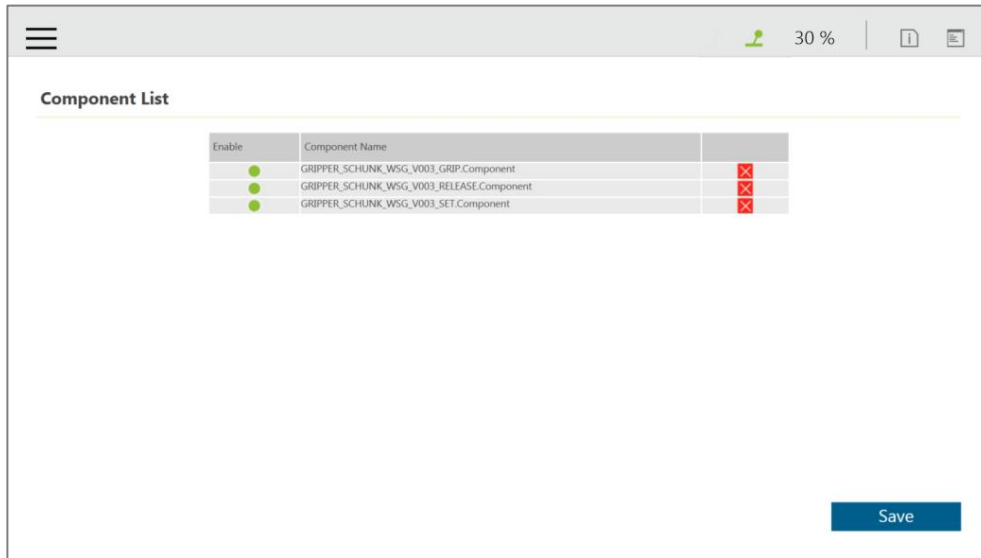 30 %
Component List
Enable Component Name
GRIPPER_SCHUNK_WSG_V003_GRIP.Component
GRIPPER_SCHUNK_WSG_V003_RELEASE.Component
GRIPPER_SCHUNK_WSG_V003_SET.Component
Save